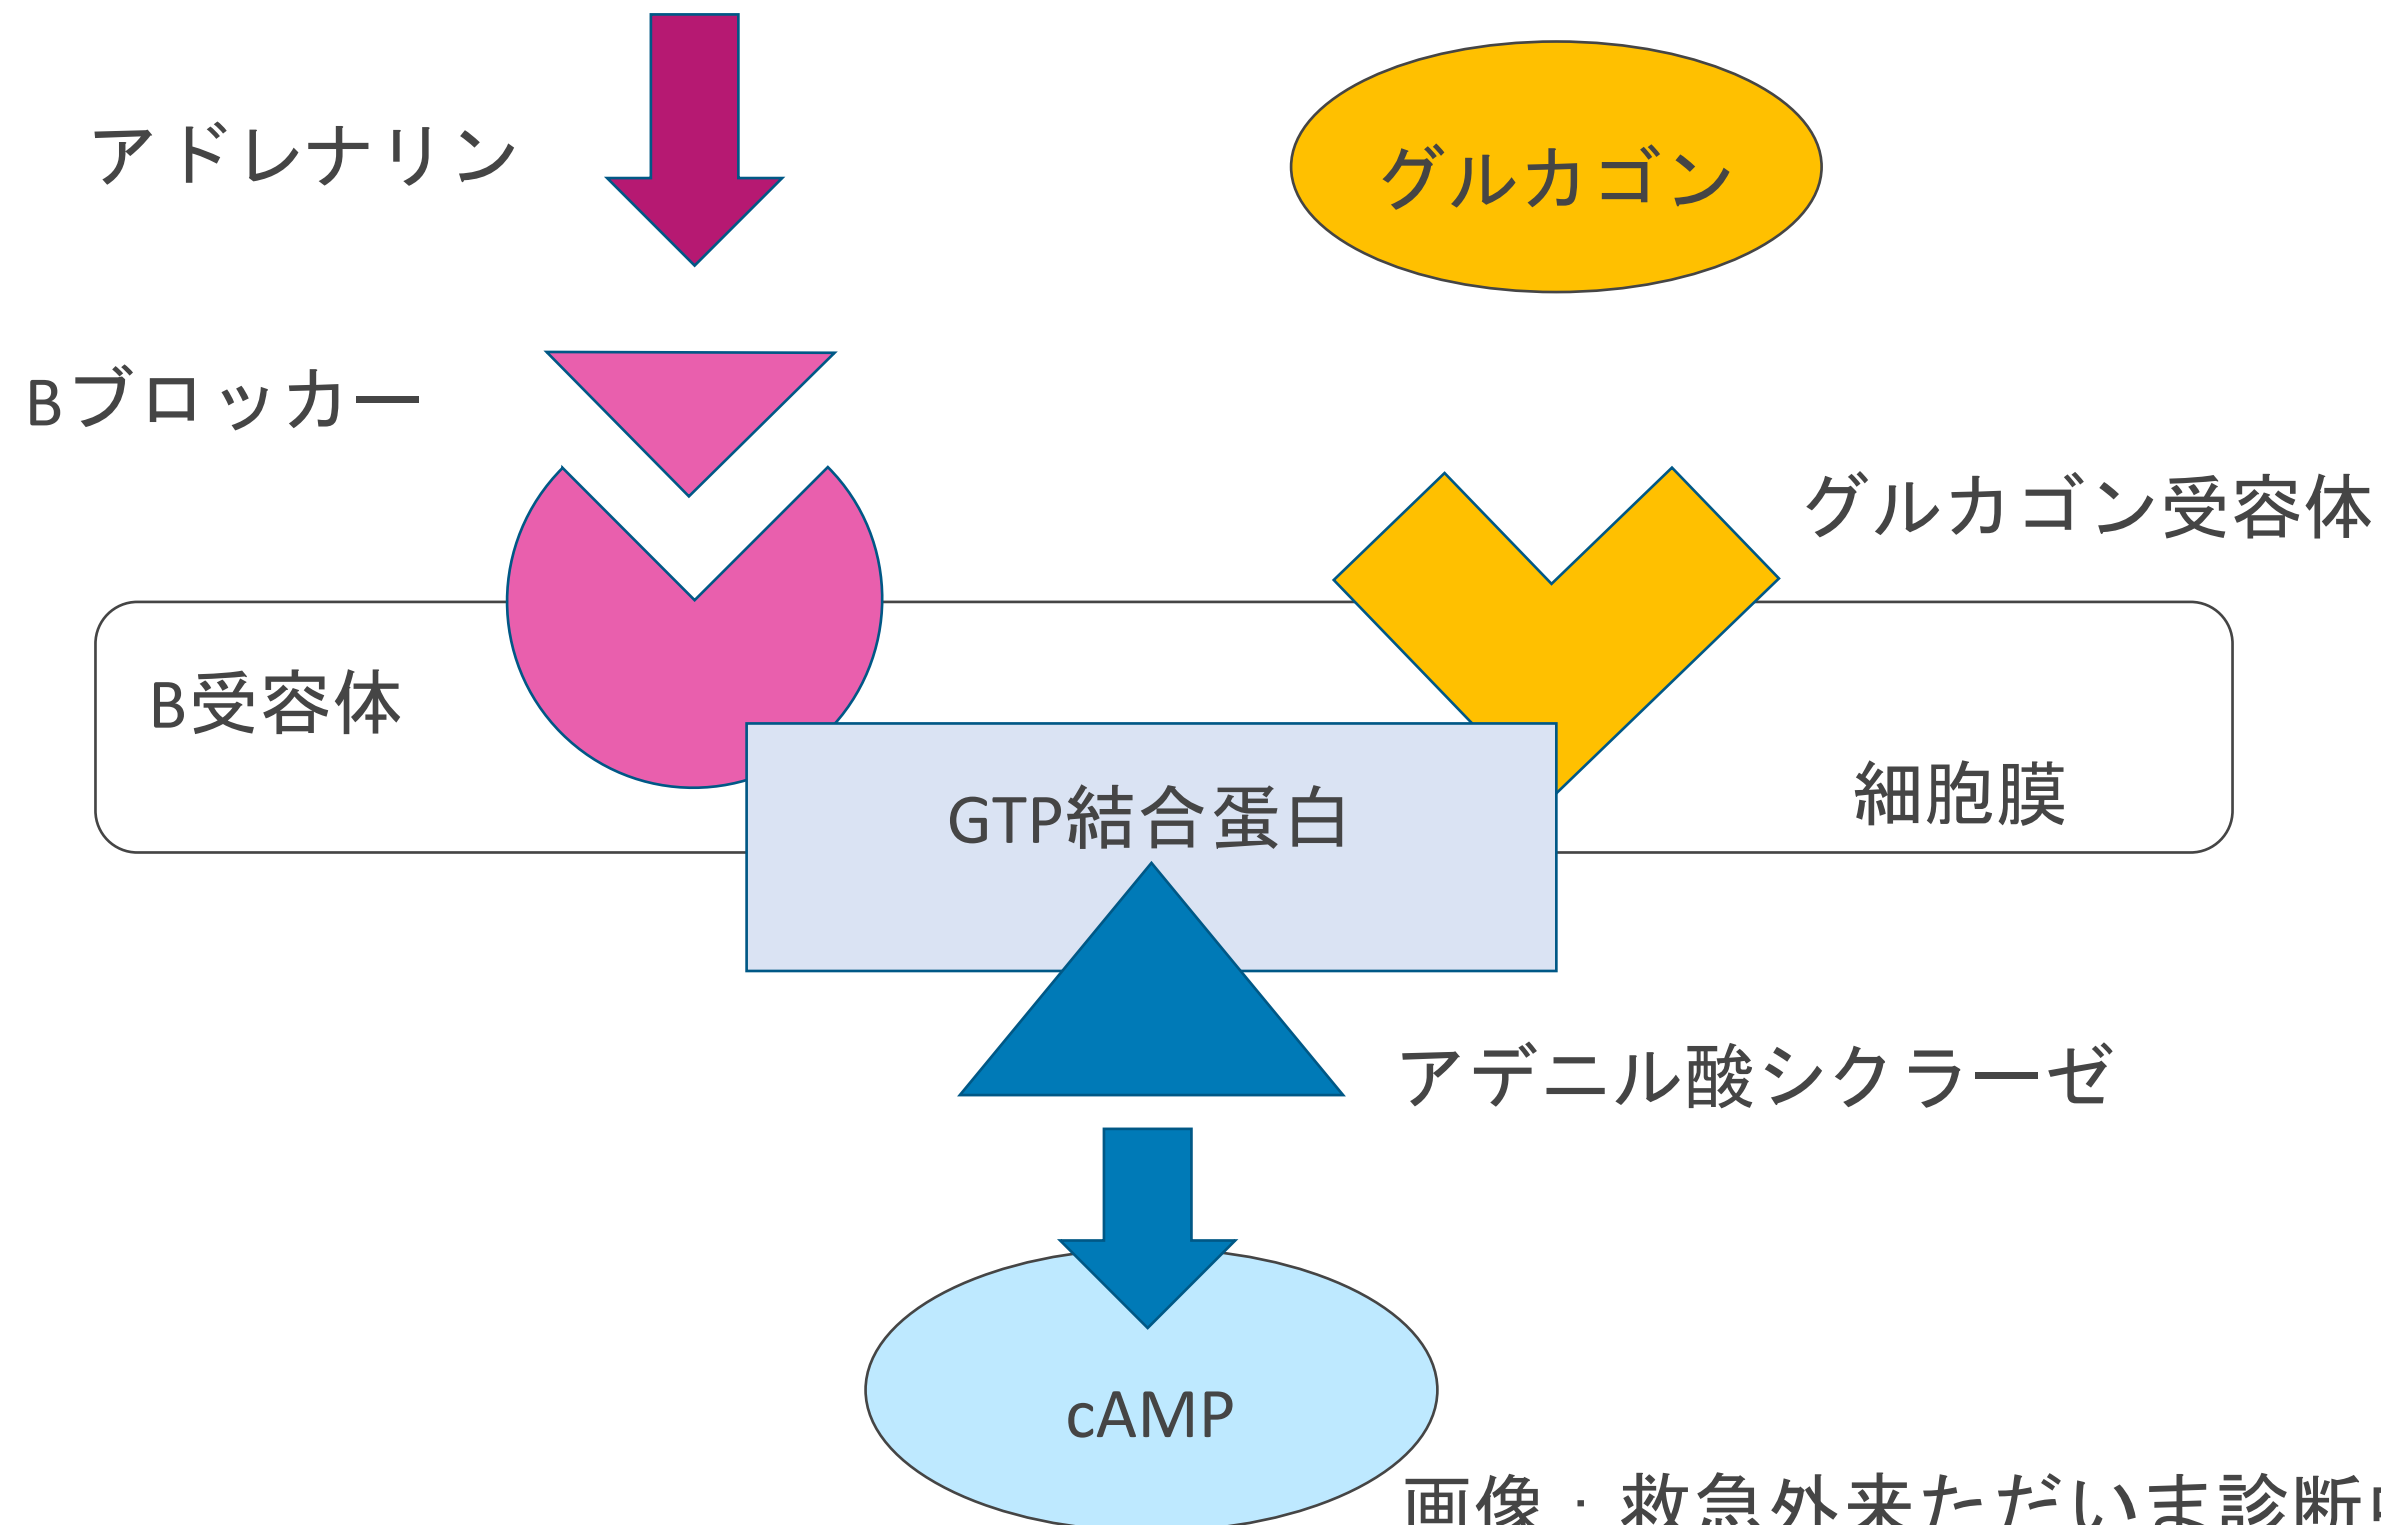 アドレナリン
グルカゴン
Bブロッカー
グルカゴン受容体
B受容体
GTP結合蛋白
細胞膜
アデニル酸シクラーゼ
cAMP
画像・救急外来ただいま診断中